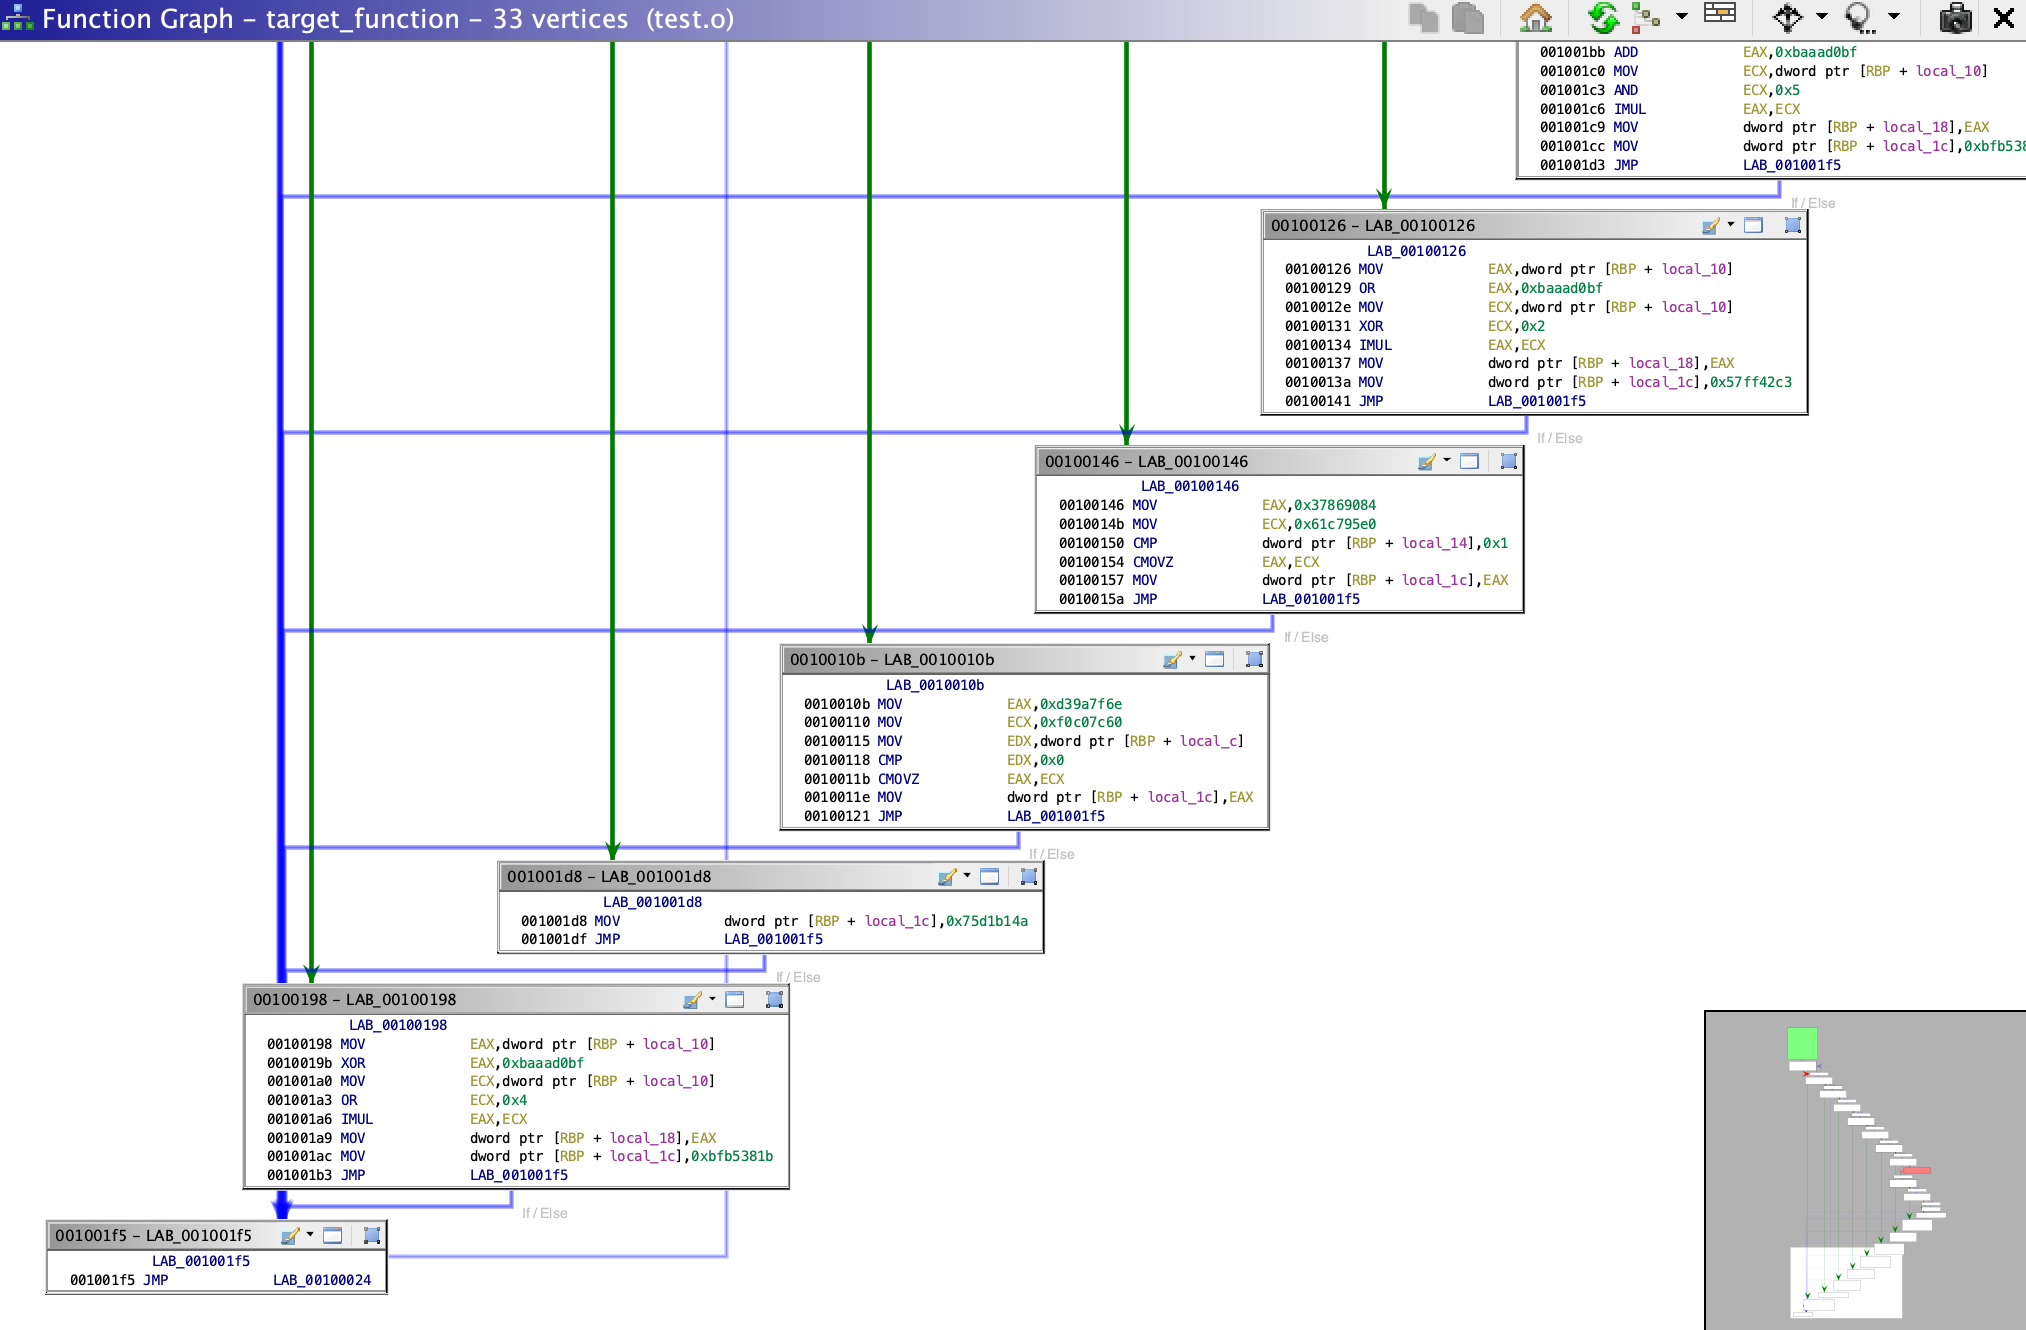 Function Graph – target_function – 33 vertices (test.o)
001001bb ADD EAX,0xbaaad0bf
001001c0 MOV ECX,dword ptr [RBP + local_10]
001001c3 AND ECX,0x5
001001c6 IMUL EAX,ECX
001001c9 MOV dword ptr [RBP + local_18],EAX
001001cc MOV dword ptr [RBP + local_1c],0xbfb538
001001d3 JMP LAB_001001f5
If / Else
00100126 – LAB_00100126
LAB_00100126
00100126 MOV EAX,dword ptr [RBP + local_10]
00100129 OR EAX,0xbaaad0bf
0010012e MOV ECX,dword ptr [RBP + local_10]
00100131 XOR ECX,0x2
00100134 IMUL EAX,ECX
00100137 MOV dword ptr [RBP + local_18],EAX
0010013a MOV dword ptr [RBP + local_1c],0x57ff42c3
00100141 JMP LAB_001001f5
If / Else
00100146 – LAB_00100146
LAB_00100146
00100146 MOV EAX,0x37869084
0010014b MOV ECX,0x61c795e0
00100150 CMP dword ptr [RBP + local_14],0x1
00100154 CMOVZ EAX,ECX
00100157 MOV dword ptr [RBP + local_1c],EAX
0010015a JMP LAB_001001f5
If / Else
0010010b – LAB_0010010b
LAB_0010010b
0010010b MOV EAX,0xd39a7f6e
00100110 MOV ECX,0xf0c07c60
00100115 MOV EDX,dword ptr [RBP + local_c]
00100118 CMP EDX,0x0
0010011b CMOVZ EAX,ECX
0010011e MOV dword ptr [RBP + local_1c],EAX
00100121 JMP LAB_001001f5
If / Else
001001d8 – LAB_001001d8
LAB_001001d8
001001d8 MOV dword ptr [RBP + local_1c],0x75d1b14a
001001df JMP LAB_001001f5
If / Else
00100198 – LAB_00100198
LAB_00100198
00100198 MOV EAX,dword ptr [RBP + local_10]
0010019b XOR EAX,0xbaaad0bf
001001a0 MOV ECX,dword ptr [RBP + local_10]
001001a3 OR ECX,0x4
001001a6 IMUL EAX,ECX
001001a9 MOV dword ptr [RBP + local_18],EAX
001001ac MOV dword ptr [RBP + local_1c],0xbfb5381b
001001b3 JMP LAB_001001f5
If / Else
001001f5 – LAB_001001f5
LAB_001001f5
001001f5 JMP LAB_00100024